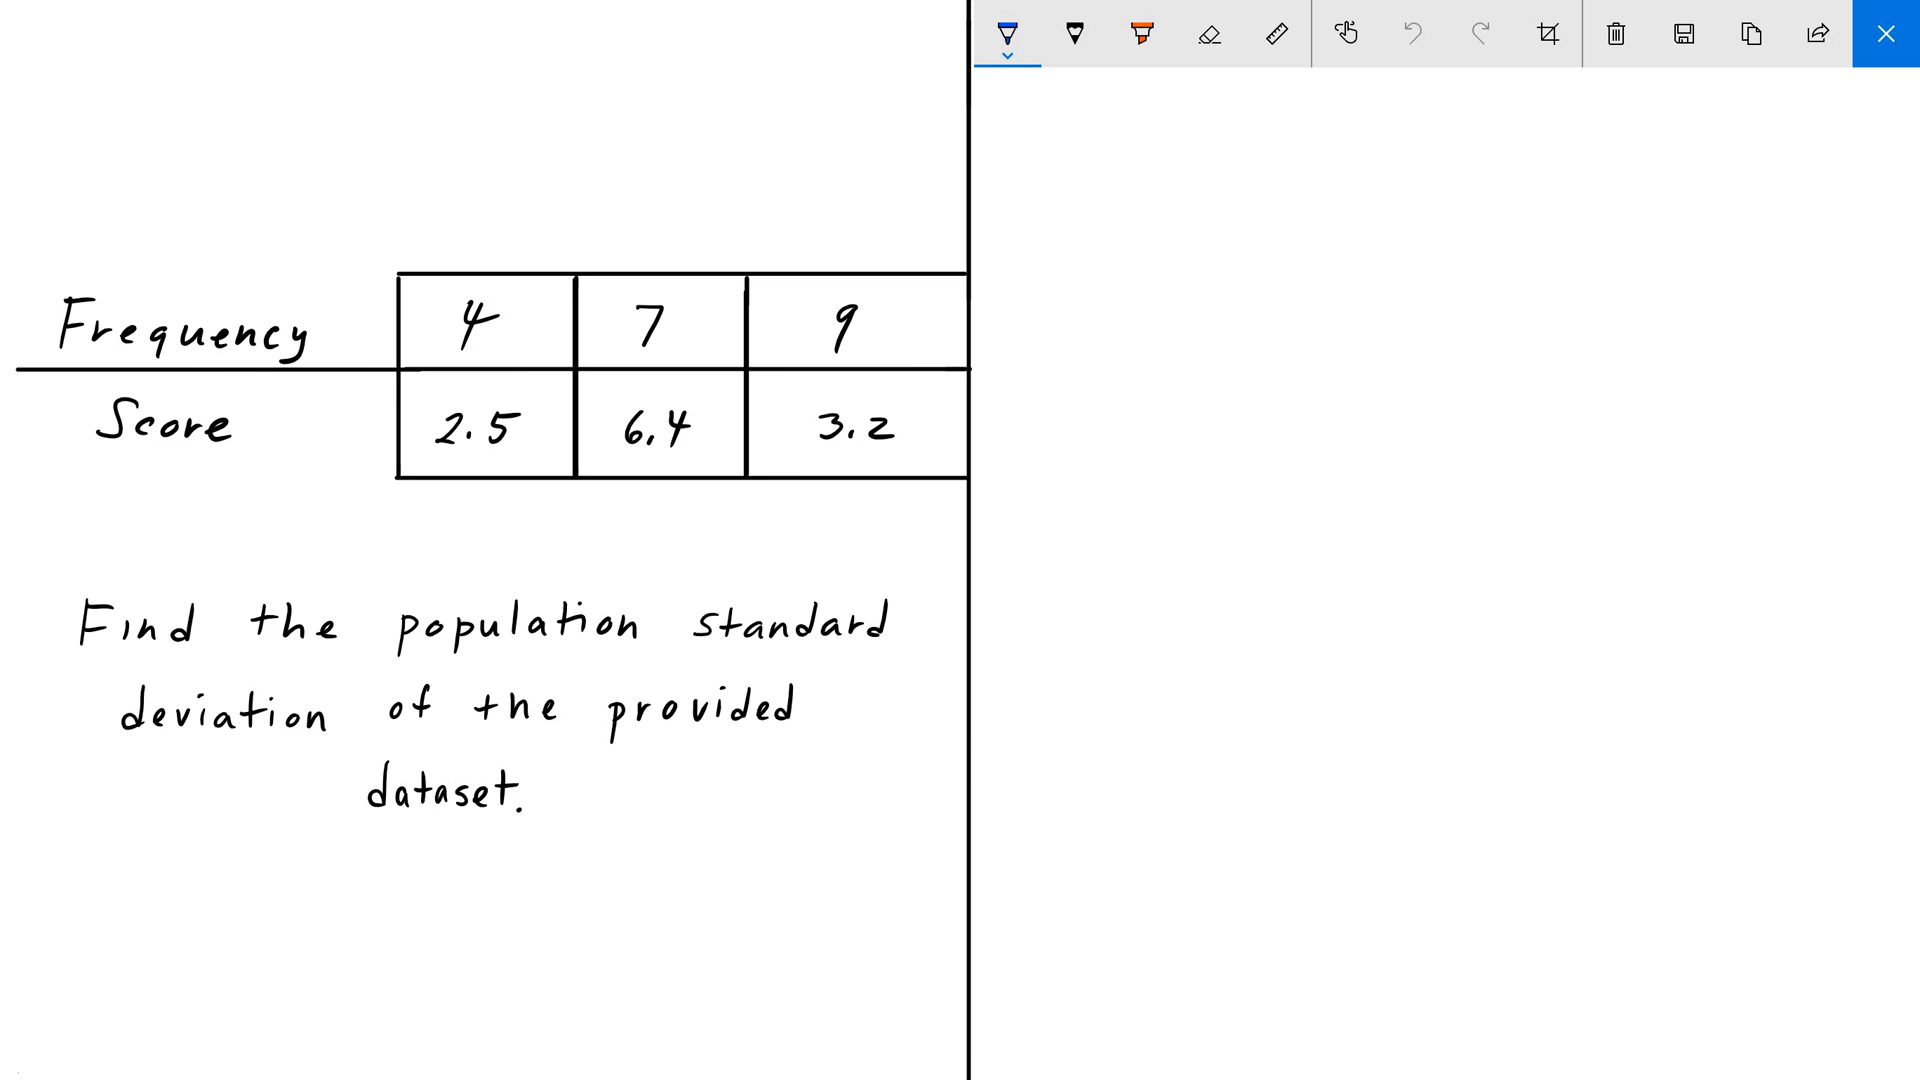 Frequency 4 7 9
Score 2.5 6.4 3.2
Find the population standard
deviation of the provided
dataset.